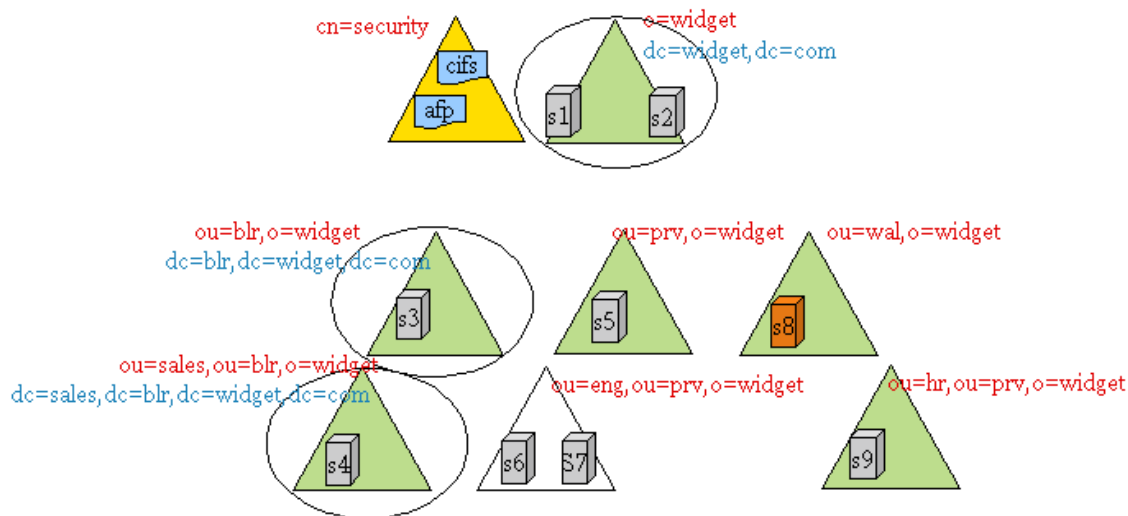 cn=security
o=widget
dc=widget,dc=com
cifs
afp
s1
s2
ou=blr,o=widget
dc=blr,dc=widget,dc=com
ou=prv,o=widget
ou=wal,o=widget
s3
s5
s8
ou=sales,ou=blr,o=widget
dc=sales,dc=blr,dc=widget,dc=com
ou=eng,ou=prv,o=widget
ou=hr,ou=prv,o=widget
s4
s6
S7
s9